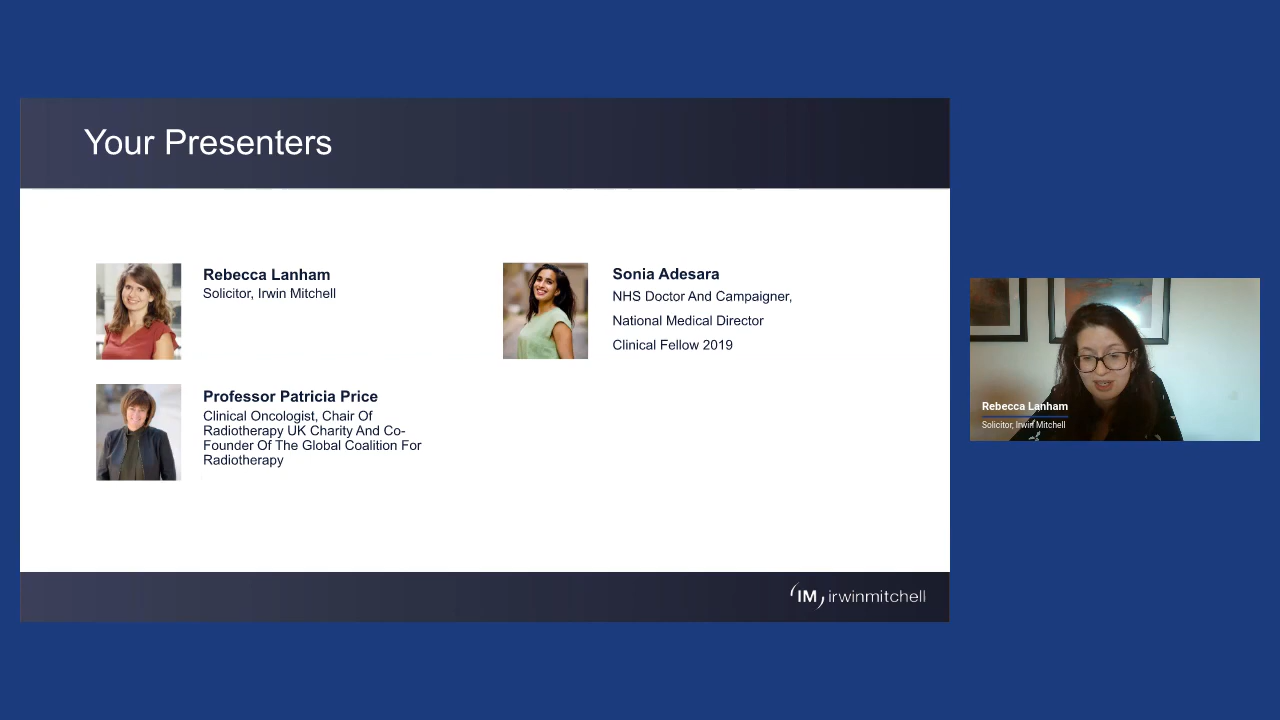 Your Presenters
Rebecca Lanham
Solicitor, Irwin Mitchell
Sonia Adesara
NHS Doctor And Campaigner,
National Medical Director
Clinical Fellow 2019
Professor Patricia Price
Clinical Oncologist, Chair Of
Radiotherapy UK Charity And Co-
Founder Of The Global Coalition For
Radiotherapy
Rebecca Lanham
Solicitor, Irwin Mitchell
IM irwinmitchell